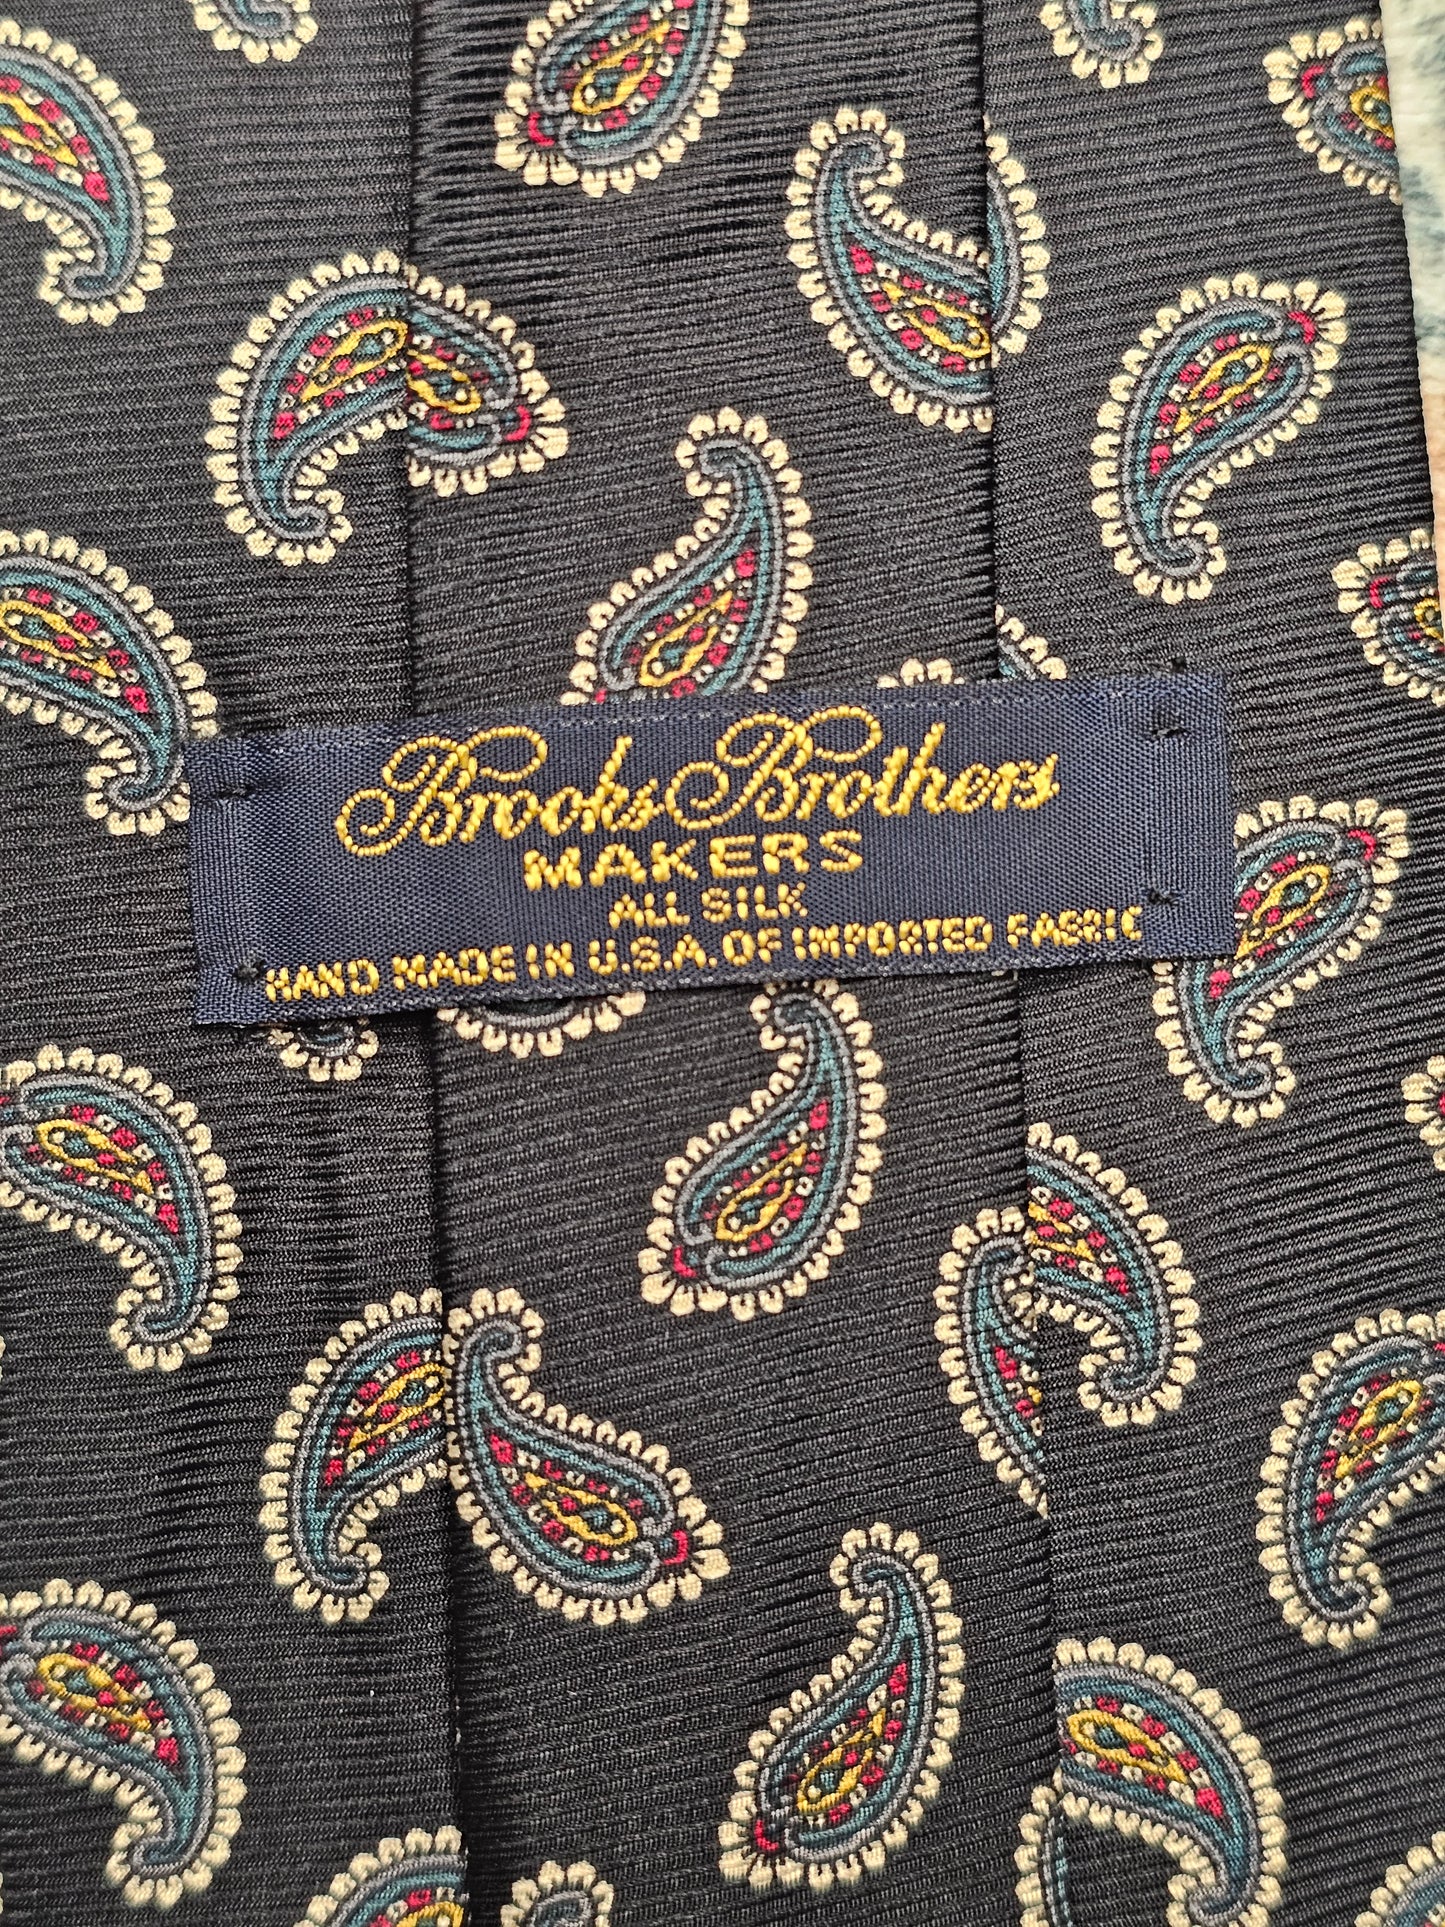 Brooks Brothers
MAKERS
ALL SILK
HAND MADE IN U.S.A. OF IMPORTED FABRIC